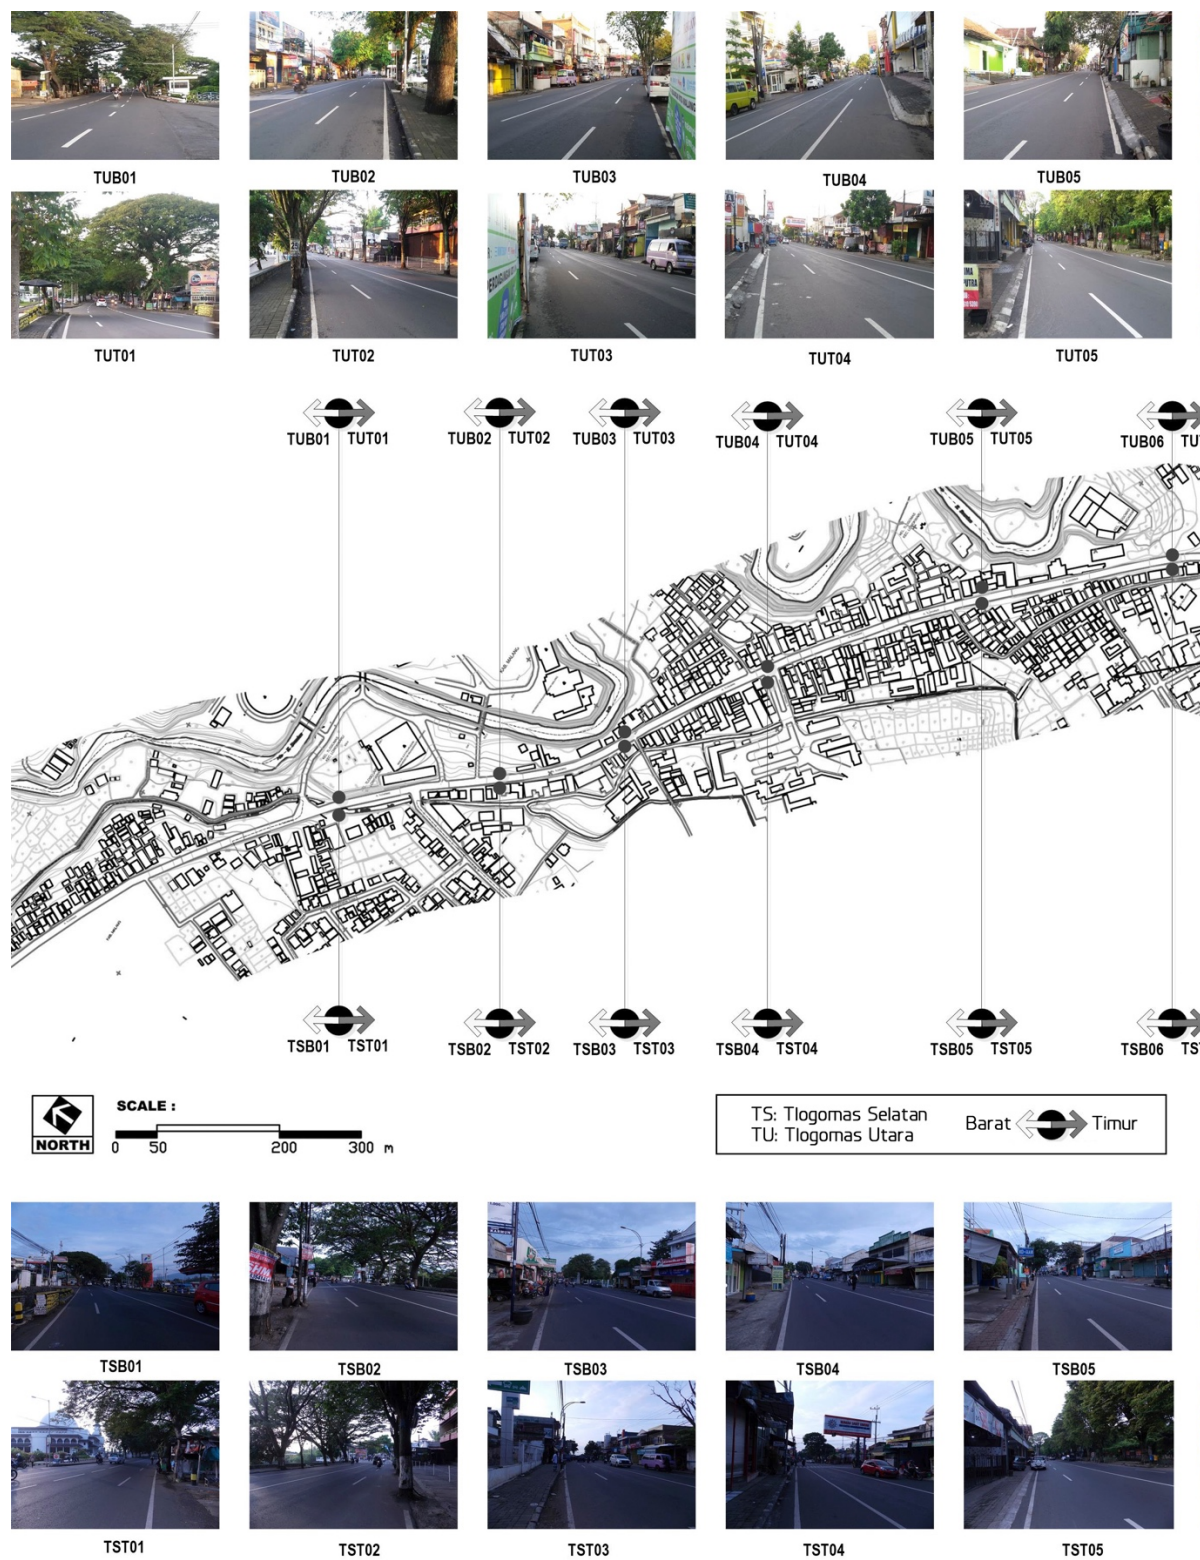 TUB01 TUB02 TUB03 TUB04 TUB05
TUT01 TUT02 TUT03 TUT04 TUT05
TUB01 TUT01 TUB02 TUT02 TUB03 TUT03 TUB04 TUT04 TUB05 TUT05 TUB06 TU
TSB01 TST01 TSB02 TST02 TSB03 TST03 TSB04 TST04 TSB05 TST05 TSB06 TS
NORTH
SCALE :
0 50 200 300 m
TS: Tlogomas Selatan
TU: Tlogomas Utara
Barat Timur
TSB01 TSB02 TSB03 TSB04 TSB05
TST01 TST02 TST03 TST04 TST05